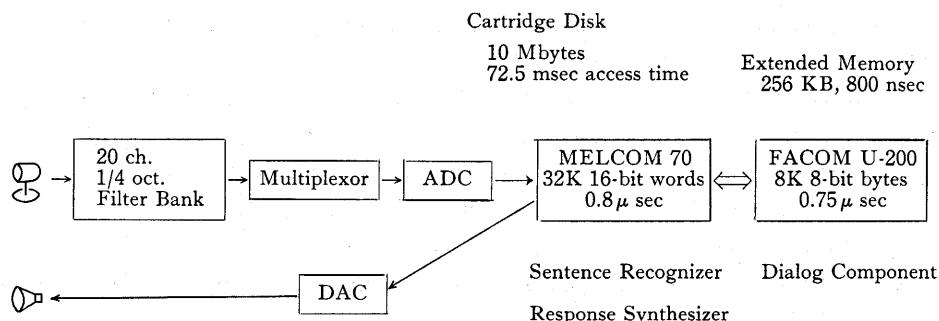 Cartridge Disk
10 Mbytes
72.5 msec access time
Extended Memory
256 KB, 800 nsec
20 ch.
1/4 oct.
Filter Bank
Multiplexor
ADC
MELCOM 70
32K 16-bit words
0.8 μ sec
FACOM U-200
8K 8-bit bytes
0.75 μ sec
DAC
Sentence Recognizer
Response Synthesizer
Dialog Component